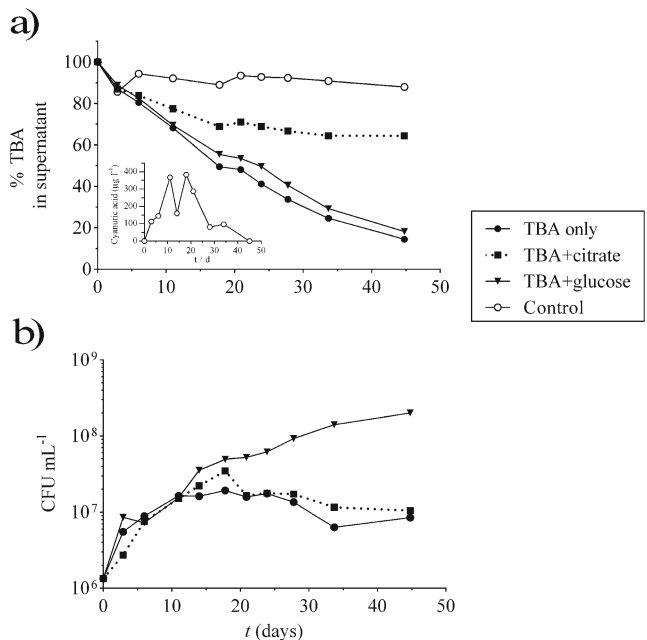 a)
100
80
60
40
20
0
% TBA
in supernatant
400
300
200
100
0
Cyanuric acid (µg l⁻¹)
0 10 20 30 40 50
t / d
0 10 20 30 40 50
TBA only
TBA+citrate
TBA+glucose
Control
b)
10⁹
10⁸
10⁷
10⁶
CFU mL⁻¹
0 10 20 30 40 50
t (days)